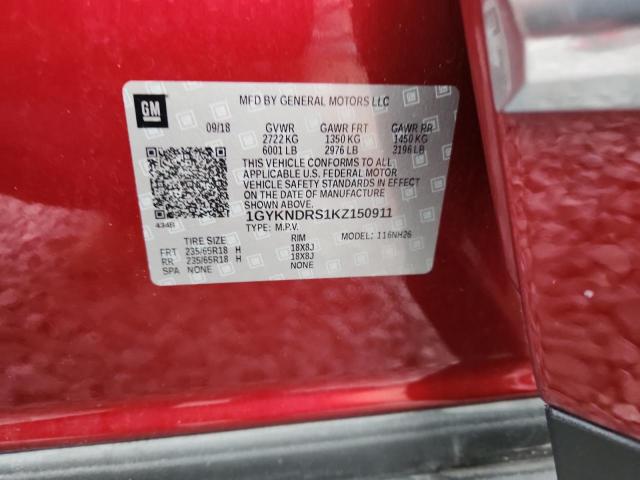 GM
MFD BY GENERAL MOTORS LLC
09/18 GVWR GAWR FRT GAWR RR
2722 KG 1350 KG 1450 KG
6001 LB 2976 LB 3196 LB
THIS VEHICLE CONFORMS TO ALL
APPLICABLE U.S. FEDERAL MOTOR
VEHICLE SAFETY STANDARDS IN EFFECT
ON THE DATE OF MANUFACTURE
SHOWN ABOVE.
434B
1GYKNDRS1KZ150911
TYPE: M.P.V. MODEL: 116NH26
TIRE SIZE RIM
FRT 235/65R18 H 18X8J
RR 235/65R18 H 18X8J
SPA NONE NONE